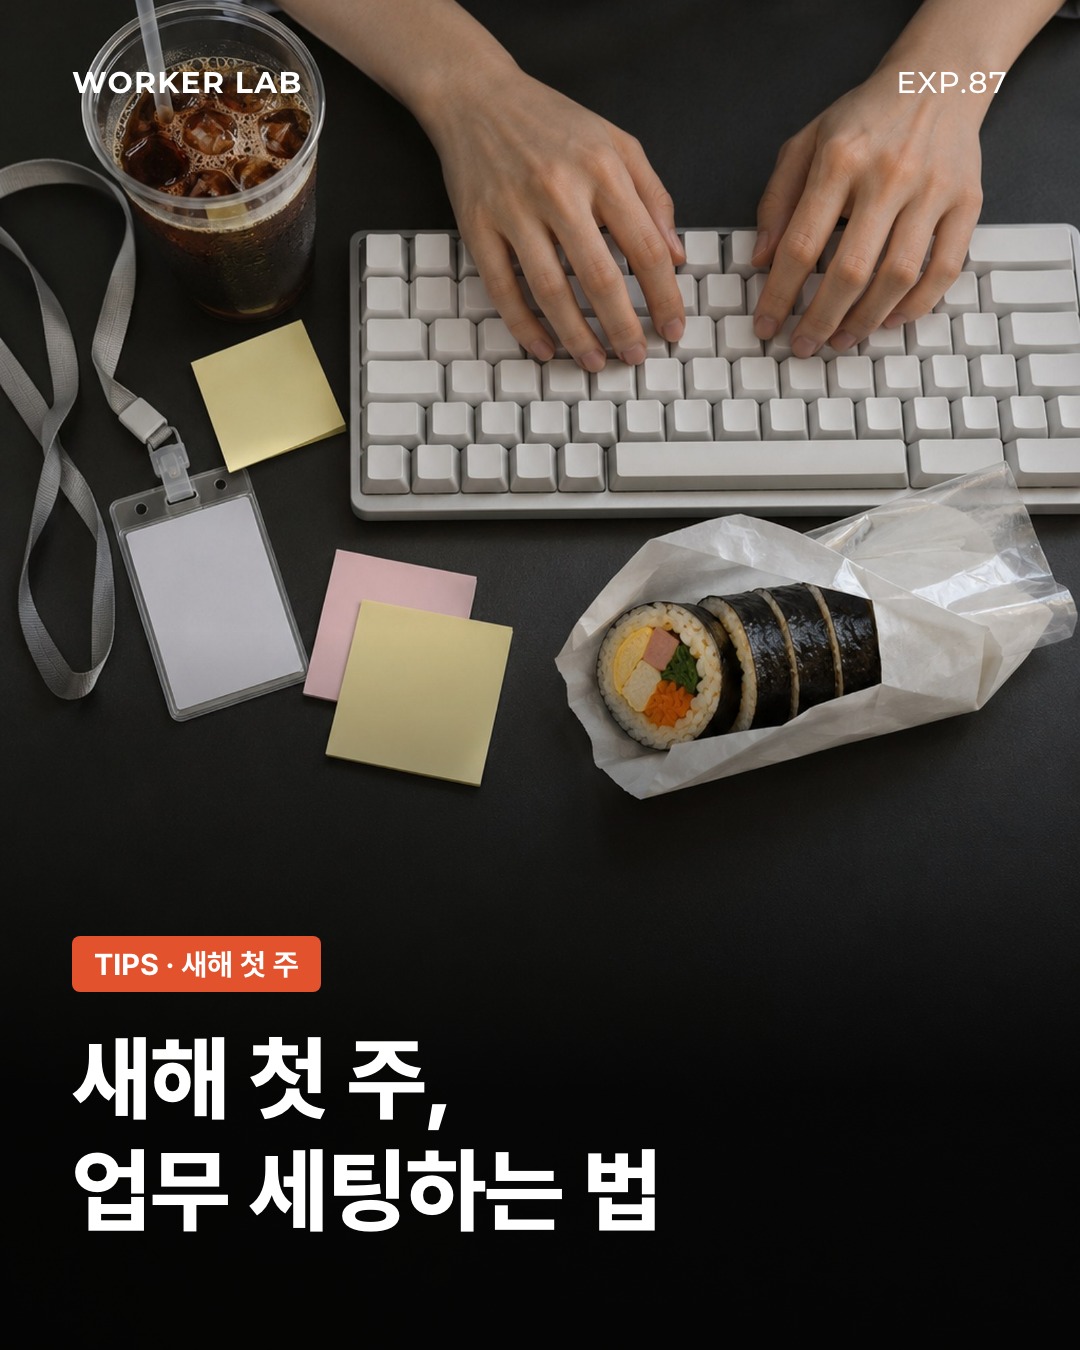 WORKER LAB
EXP.87
TIPS · 새해 첫 주
새해 첫 주,
업무 세팅하는 법